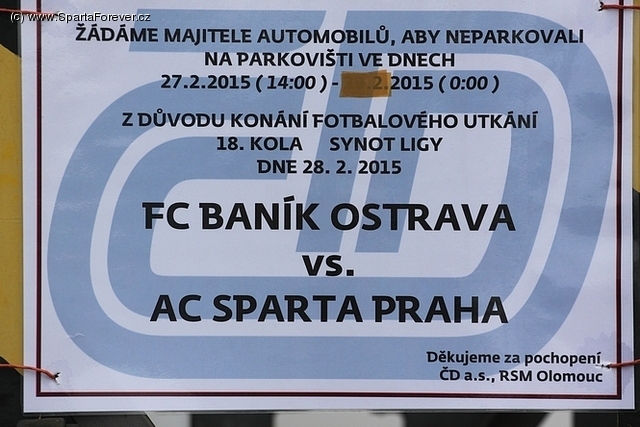 (c) www.SpartaForever.cz
ŽÁDÁME MAJITELE AUTOMOBILŮ, ABY NEPARKOVALI
NA PARKOVIŠTI VE DNECH
27.2.2015 (14:00) - .2.2015 (0:00)
Z DŮVODU KONÁNÍ FOTBALOVÉHO UTKÁNÍ
18. KOLA SYNOT LIGY
DNE 28. 2. 2015
FC BANÍK OSTRAVA
vs.
AC SPARTA PRAHA
Děkujeme za pochopení
ČD a.s., RSM Olomouc